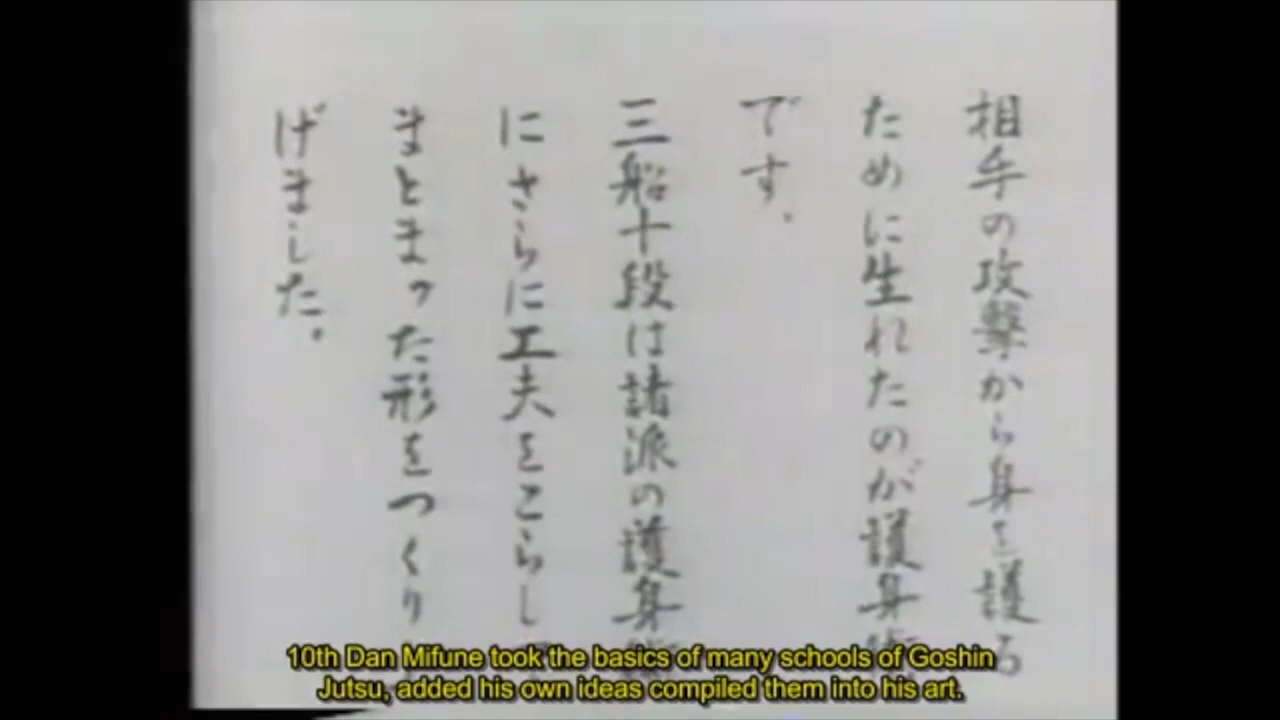 相手の攻撃から身を護る
ために生れたのが護身術
です。
三船十段は諸派の護身術
にさらに工夫をこらして
まとまった形をつくりあ
げました。
10th Dan Mifune took the basics of many schools of Goshin
Jutsu, added his own ideas compiled them into his art.